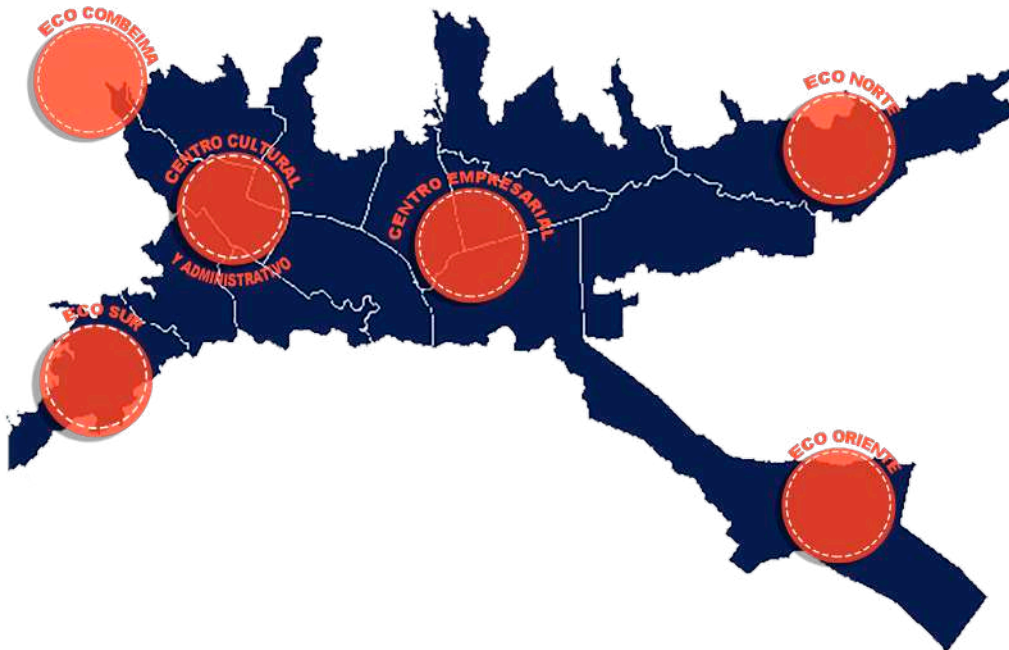 ECO COMBEIMA
ECO NORTE
CENTRO CULTURAL
Y ADMINISTRATIVO
CENTRO EMPRESARIAL
ECO SUR
ECO ORIENTE